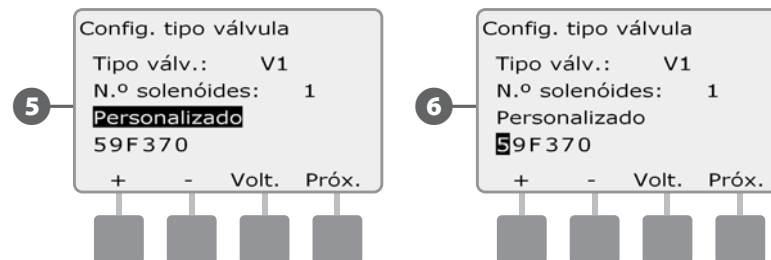 5
Config. tipo válvula
Tipo válv.: V1
N.º solenóides: 1
Personalizado
59F370
+ - Volt. Próx.
6
Config. tipo válvula
Tipo válv.: V1
N.º solenóides: 1
Personalizado
59F370
+ - Volt. Próx.